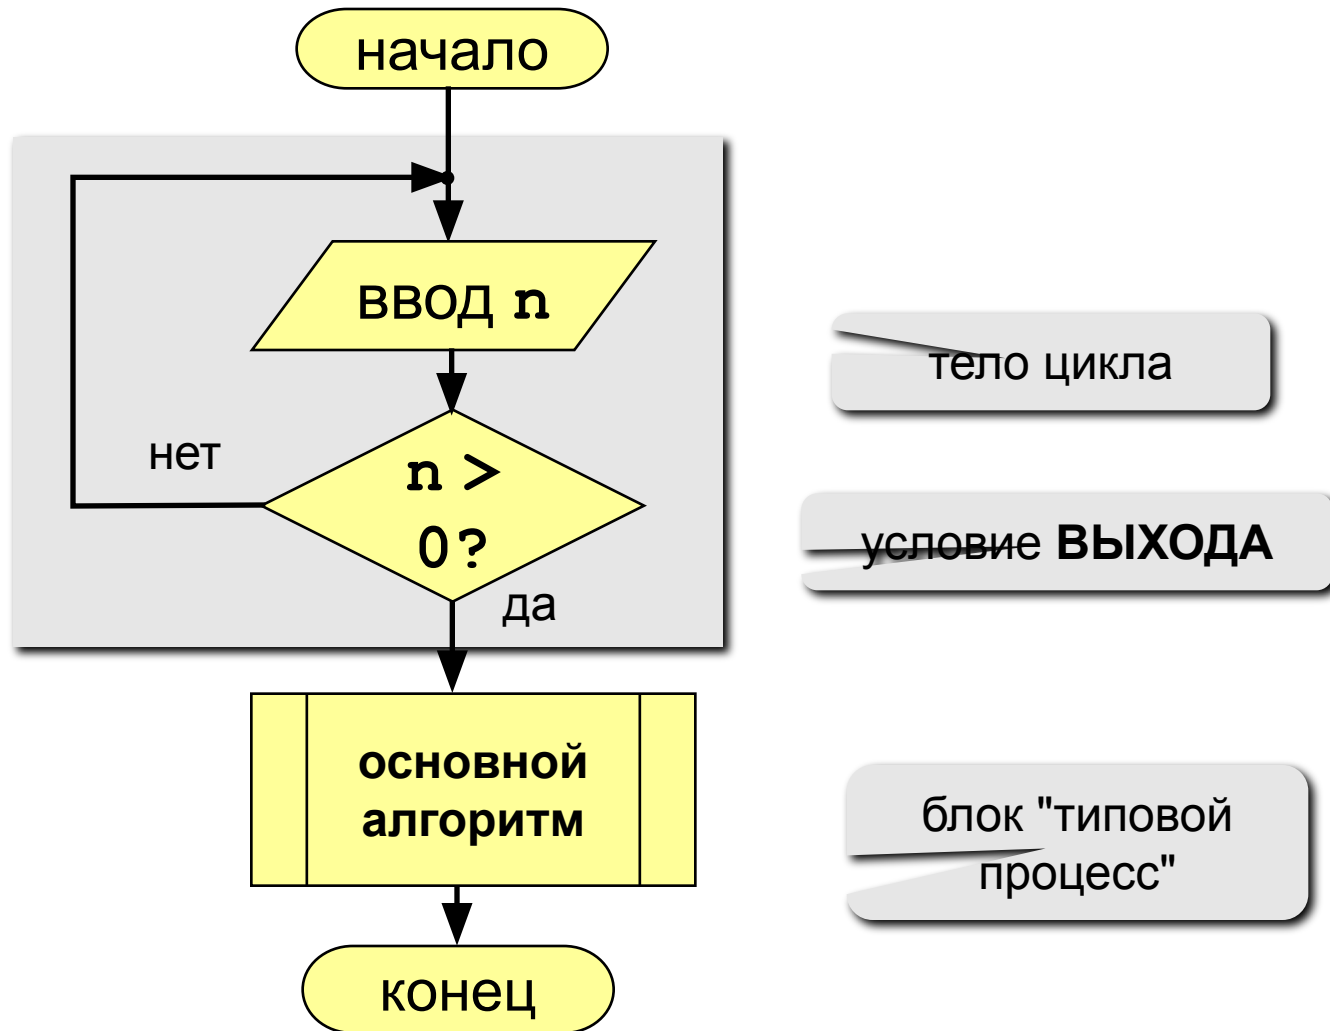 начало
ввод n
тело цикла
нет
n >
0?
условие ВЫХОДА
да
основной
алгоритм
блок "типовой
процесс"
конец